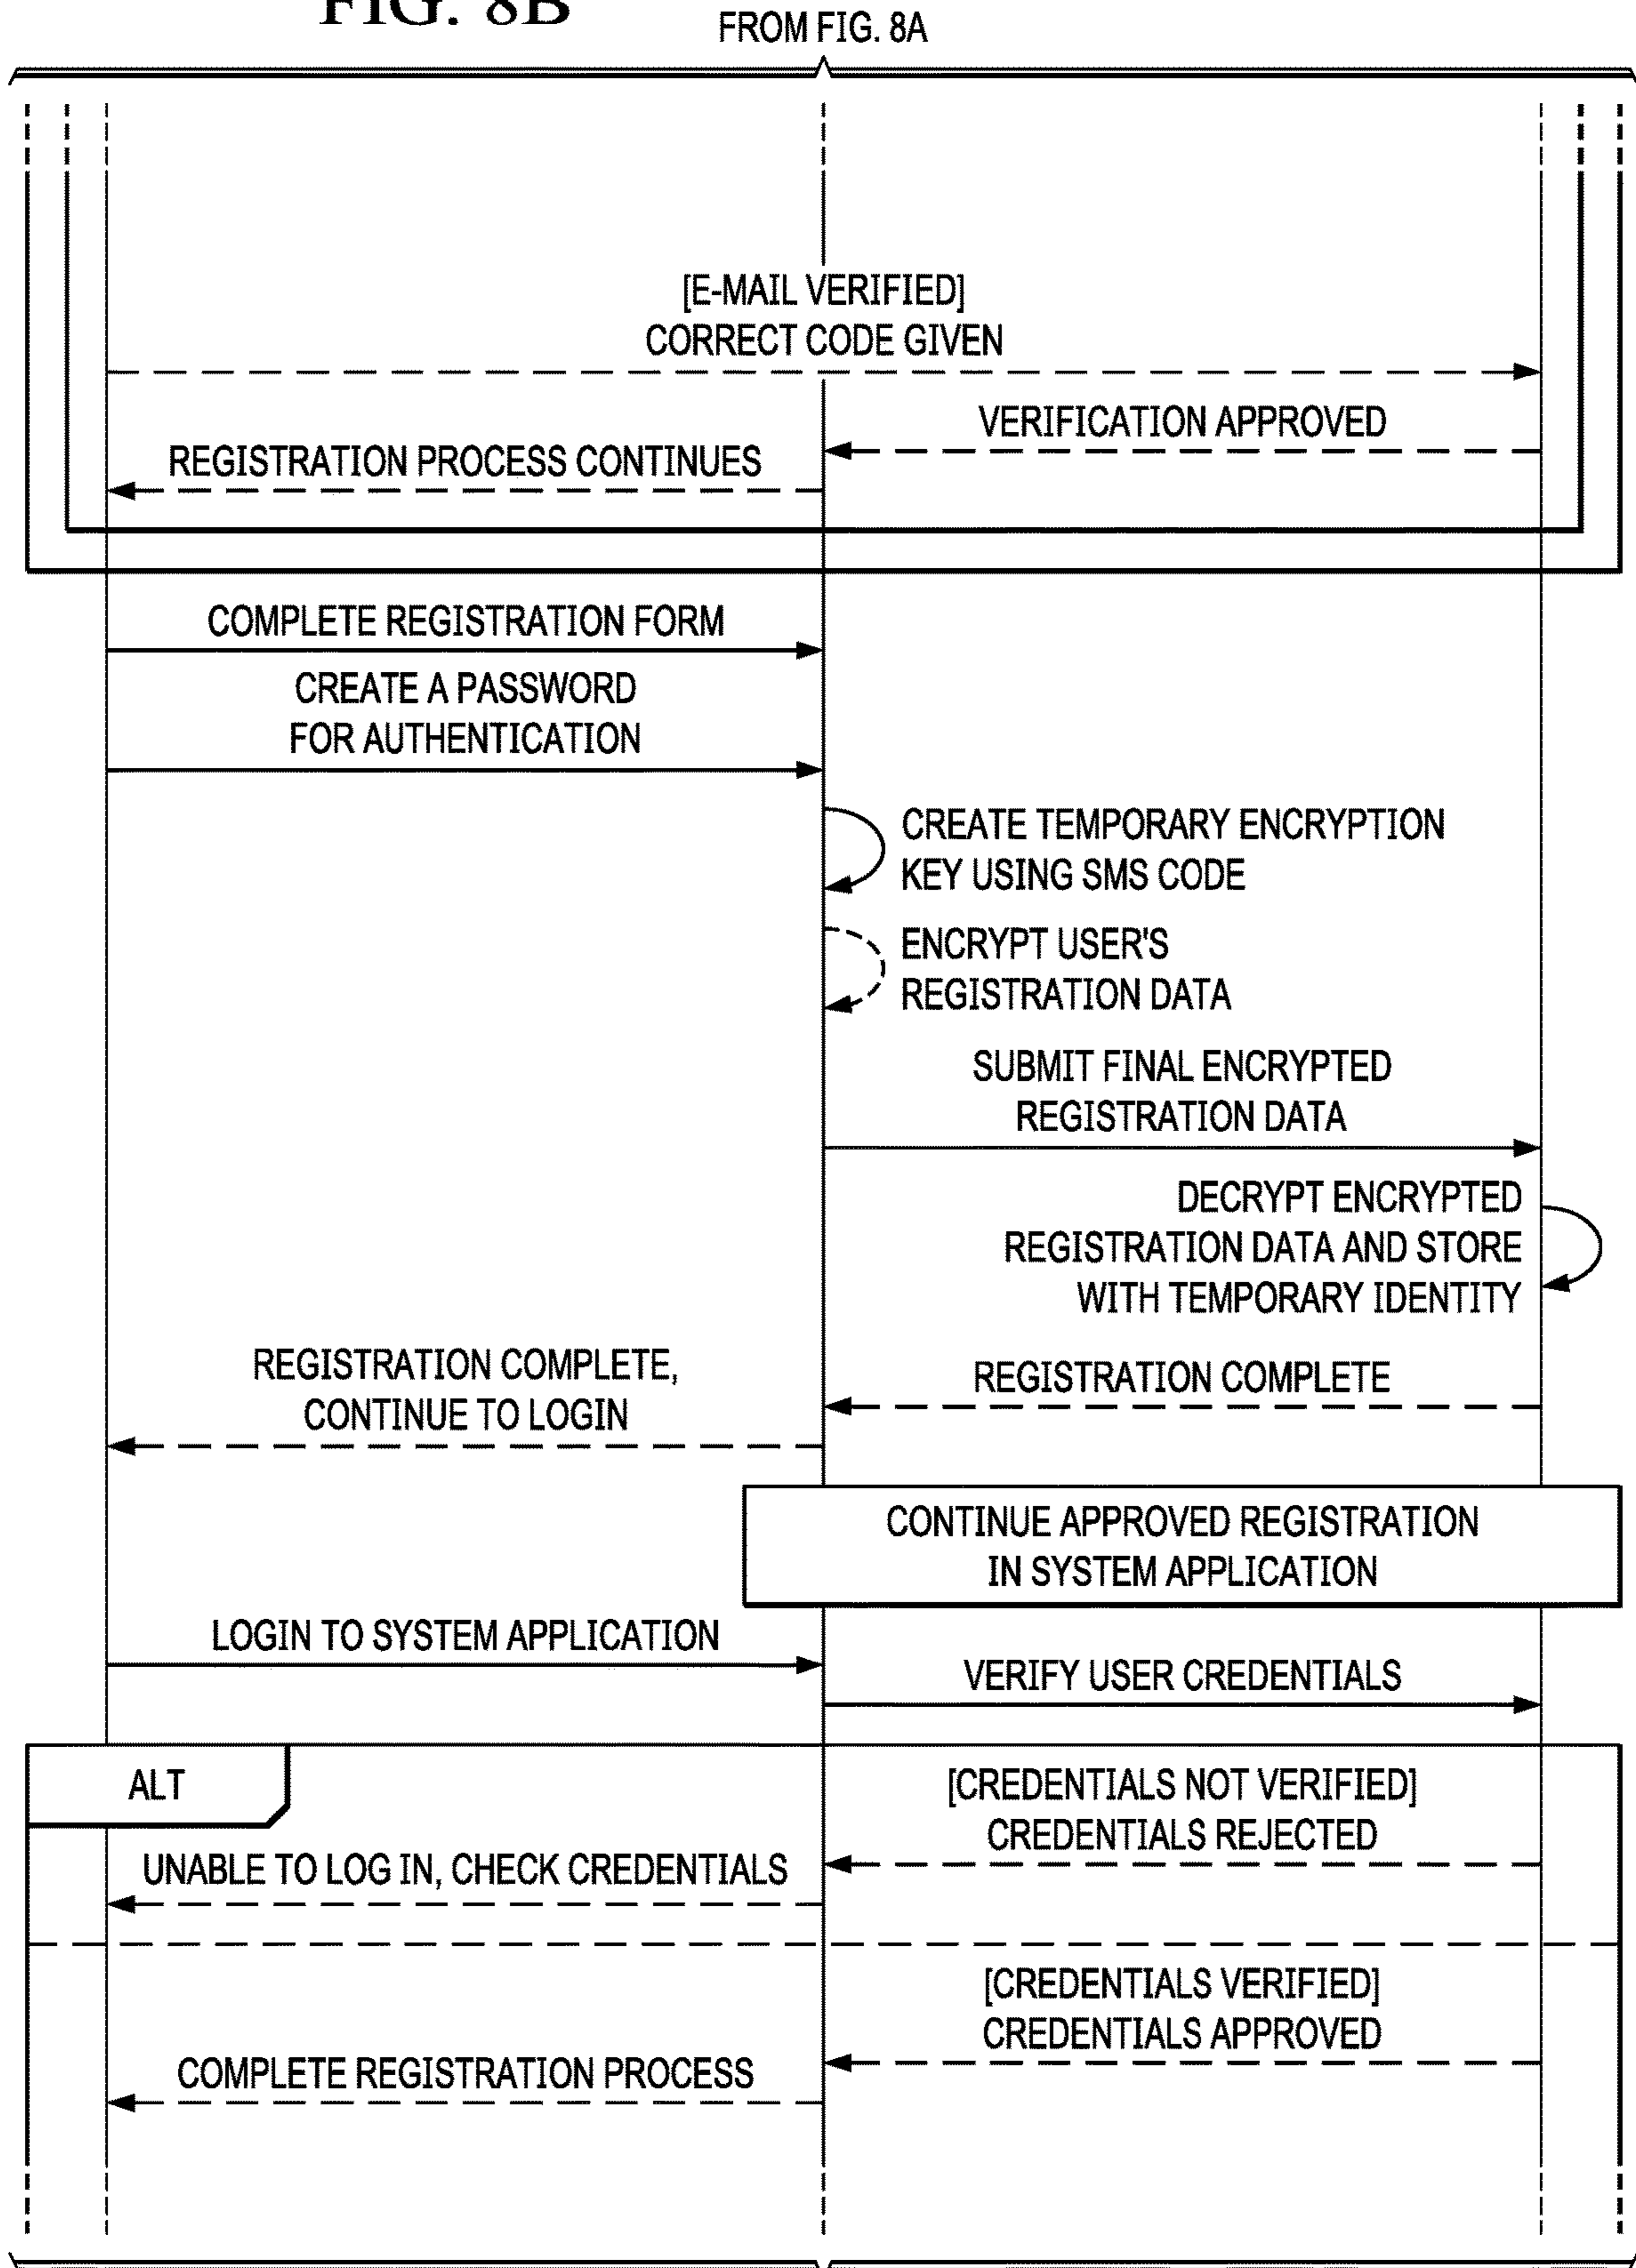 FIG. 8B
FROM FIG. 8A
[E-MAIL VERIFIED]
CORRECT CODE GIVEN
VERIFICATION APPROVED
REGISTRATION PROCESS CONTINUES
COMPLETE REGISTRATION FORM
CREATE A PASSWORD
FOR AUTHENTICATION
CREATE TEMPORARY ENCRYPTION
KEY USING SMS CODE
ENCRYPT USER'S
REGISTRATION DATA
SUBMIT FINAL ENCRYPTED
REGISTRATION DATA
DECRYPT ENCRYPTED
REGISTRATION DATA AND STORE
WITH TEMPORARY IDENTITY
REGISTRATION COMPLETE,
CONTINUE TO LOGIN
REGISTRATION COMPLETE
CONTINUE APPROVED REGISTRATION
IN SYSTEM APPLICATION
LOGIN TO SYSTEM APPLICATION
VERIFY USER CREDENTIALS
ALT
[CREDENTIALS NOT VERIFIED]
CREDENTIALS REJECTED
UNABLE TO LOG IN, CHECK CREDENTIALS
[CREDENTIALS VERIFIED]
CREDENTIALS APPROVED
COMPLETE REGISTRATION PROCESS